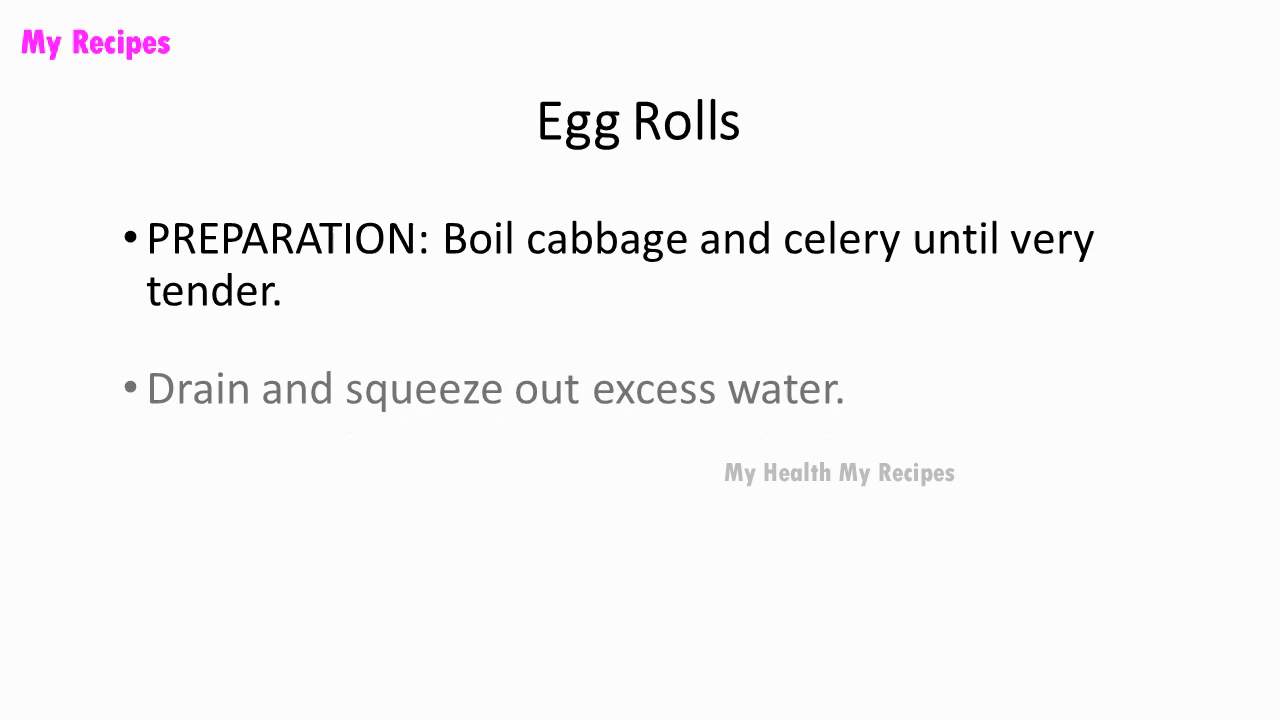 My Recipes
Egg Rolls
•PREPARATION: Boil cabbage and celery until very
tender.
•Drain and squeeze out excess water.
My Health My Recipes